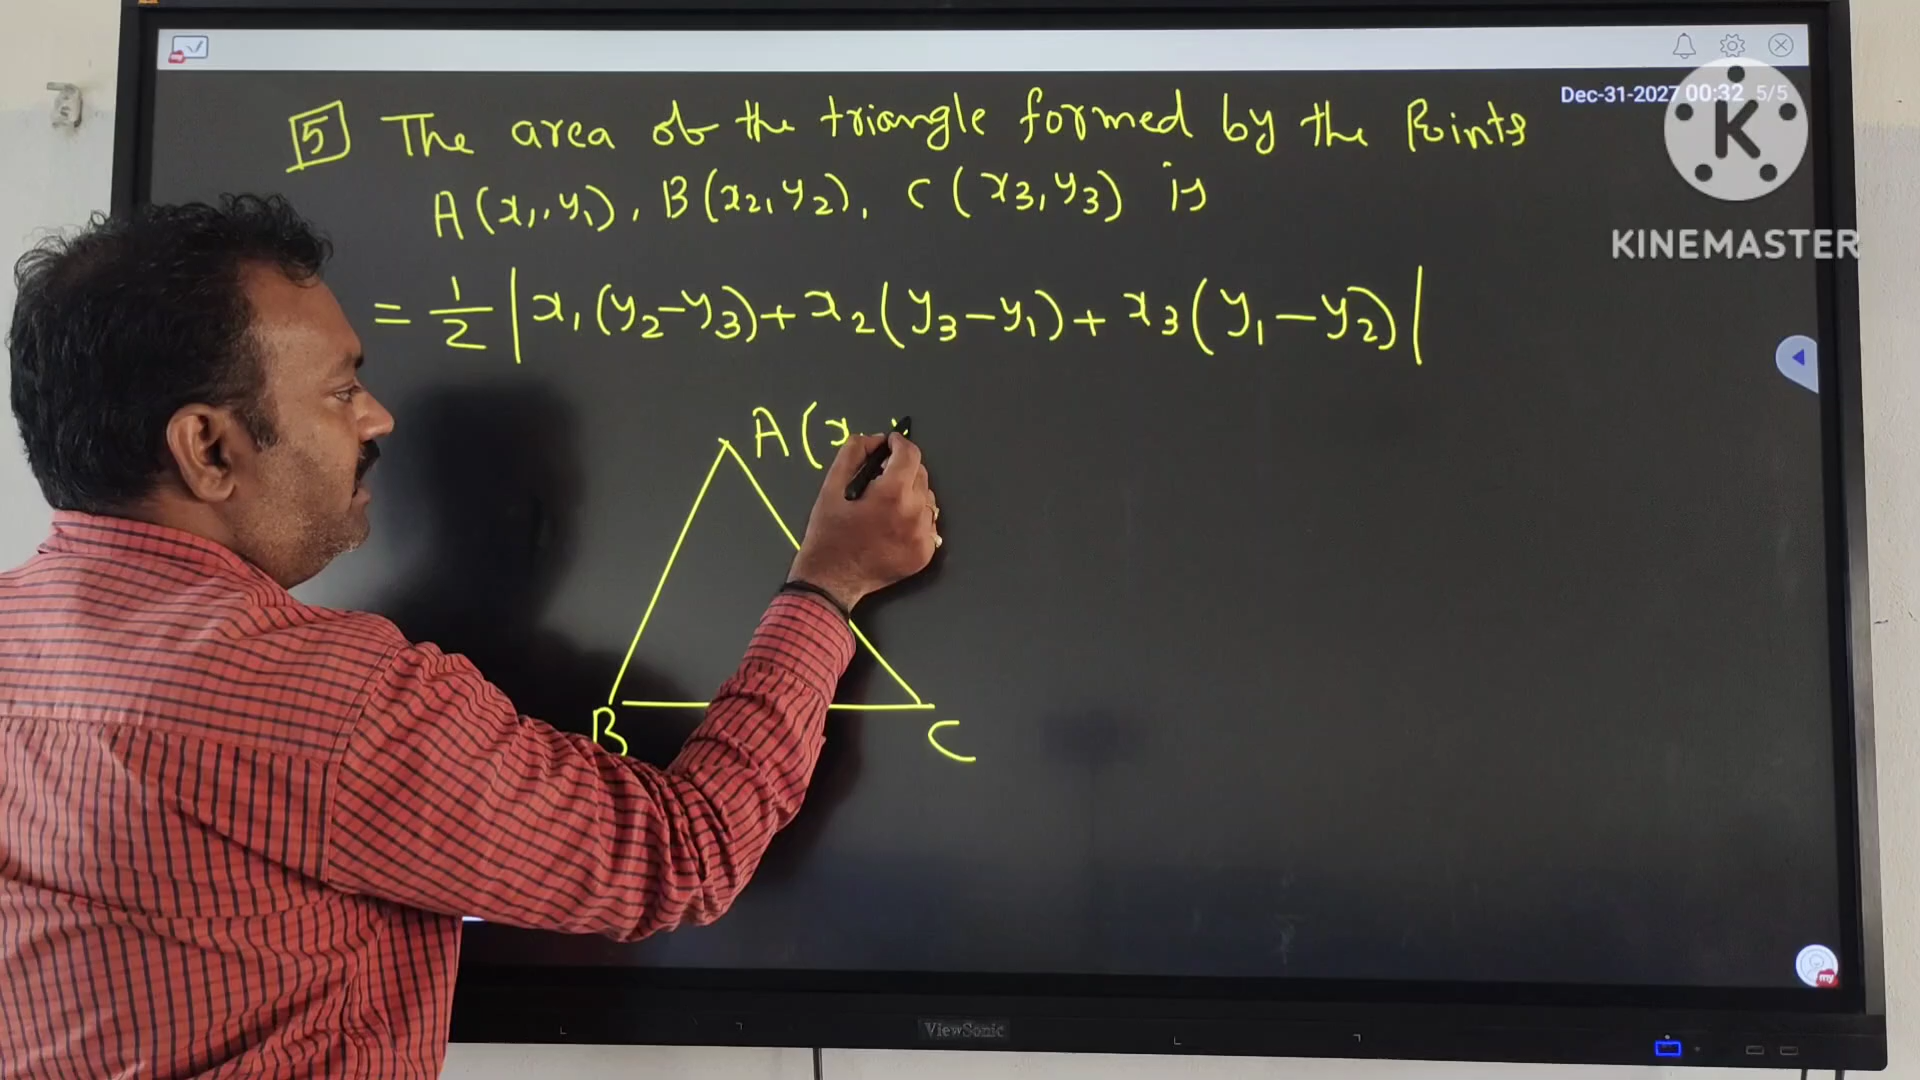 Dec-31-2027 00:32 5/5
5 The area of the triangle formed by the Points
A(x1, y1), B(x2, y2), C(x3, y3) is
= 1/2 | x1(y2-y3)+ x2(y3-y1)+ x3(y1-y2)|
KINEMASTER
A(x
B
C
ViewSonic